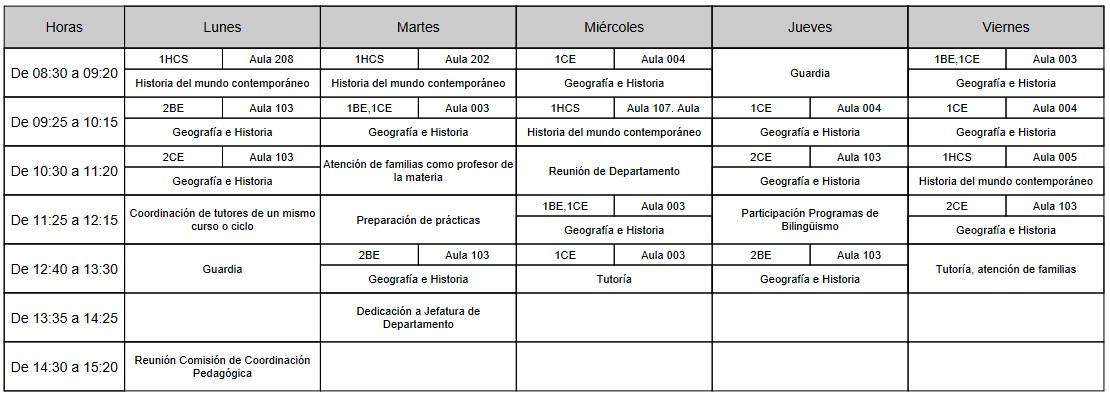 Horas Lunes Martes Miércoles Jueves Viernes
De 08:30 a 09:20
1HCS Aula 208
Historia del mundo contemporáneo
1HCS Aula 202
Historia del mundo contemporáneo
1CE Aula 004
Geografía e Historia
Guardia
1BE,1CE Aula 003
Geografía e Historia
De 09:25 a 10:15
2BE Aula 103
Geografía e Historia
1BE,1CE Aula 003
Geografía e Historia
1HCS Aula 107. Aula
Historia del mundo contemporáneo
1CE Aula 004
Geografía e Historia
1CE Aula 004
Geografía e Historia
De 10:30 a 11:20
2CE Aula 103
Geografía e Historia
Atención de familias como profesor de
la materia
Reunión de Departamento
2CE Aula 103
Geografía e Historia
1HCS Aula 005
Historia del mundo contemporáneo
De 11:25 a 12:15
Coordinación de tutores de un mismo
curso o ciclo
Preparación de prácticas
1BE,1CE Aula 003
Geografía e Historia
Participación Programas de
Bilingüismo
2CE Aula 103
Geografía e Historia
De 12:40 a 13:30
Guardia
2BE Aula 103
Geografía e Historia
1CE Aula 003
Tutoría
2BE Aula 103
Geografía e Historia
Tutoría, atención de familias
De 13:35 a 14:25
Dedicación a Jefatura de
Departamento
De 14:30 a 15:20
Reunión Comisión de Coordinación
Pedagógica